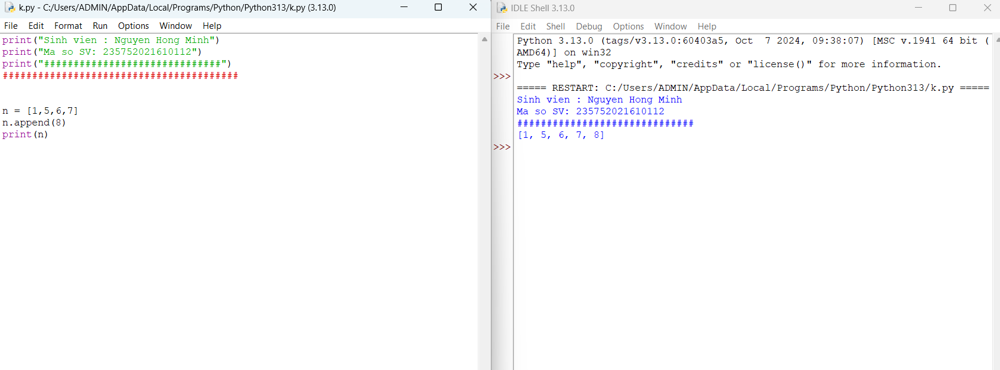 k.py - C:/Users/ADMIN/AppData/Local/Programs/Python/Python313/k.py (3.13.0)
File Edit Format Run Options Window Help
print("Sinh vien : Nguyen Hong Minh")
print("Ma so SV: 235752021610112")
print("##############################")
########################################
n = [1,5,6,7]
n.append(8)
print(n)
IDLE Shell 3.13.0
File Edit Shell Debug Options Window Help
Python 3.13.0 (tags/v3.13.0:60403a5, Oct  7 2024, 09:38:07) [MSC v.1941 64 bit (
AMD64)] on win32
Type "help", "copyright", "credits" or "license()" for more information.
>>>
===== RESTART: C:/Users/ADMIN/AppData/Local/Programs/Python/Python313/k.py =====
Sinh vien : Nguyen Hong Minh
Ma so SV: 235752021610112
##############################
[1, 5, 6, 7, 8]
>>>